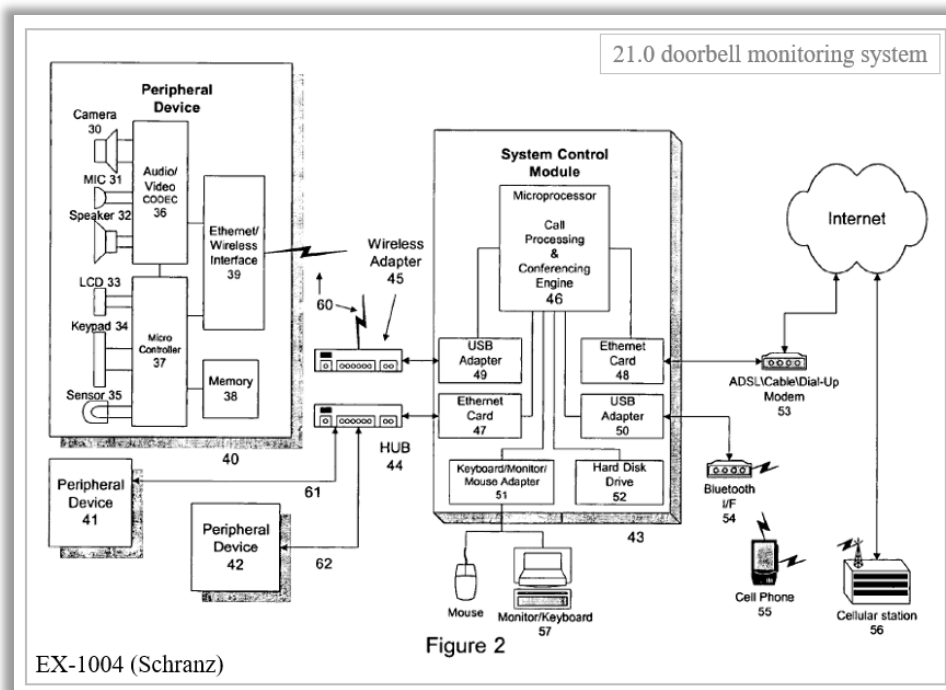 21.0 doorbell monitoring system
Peripheral
Device
Camera
30
MIC 31
Speaker 32
Audio/
Video
CODEC
36
Ethernet/
Wireless
Interface
39
LCD 33
Keypad 34
Sensor 35
Micro
Controller
37
Memory
38
40
Wireless
Adapter
45
60
HUB
44
Peripheral
Device
41
61
Peripheral
Device
42
62
System Control
Module
Microprocessor
Call
Processing
&
Conferencing
Engine
46
USB
Adapter
49
Ethernet
Card
48
Ethernet
Card
47
USB
Adapter
50
Keyboard/Monitor/
Mouse Adapter
51
Hard Disk
Drive
52
43
Mouse
Monitor/Keyboard
57
Internet
ADSL\Cable\Dial-Up
Modem
53
Bluetooth
I/F
54
Cell Phone
55
Cellular station
56
Figure 2
EX-1004 (Schranz)